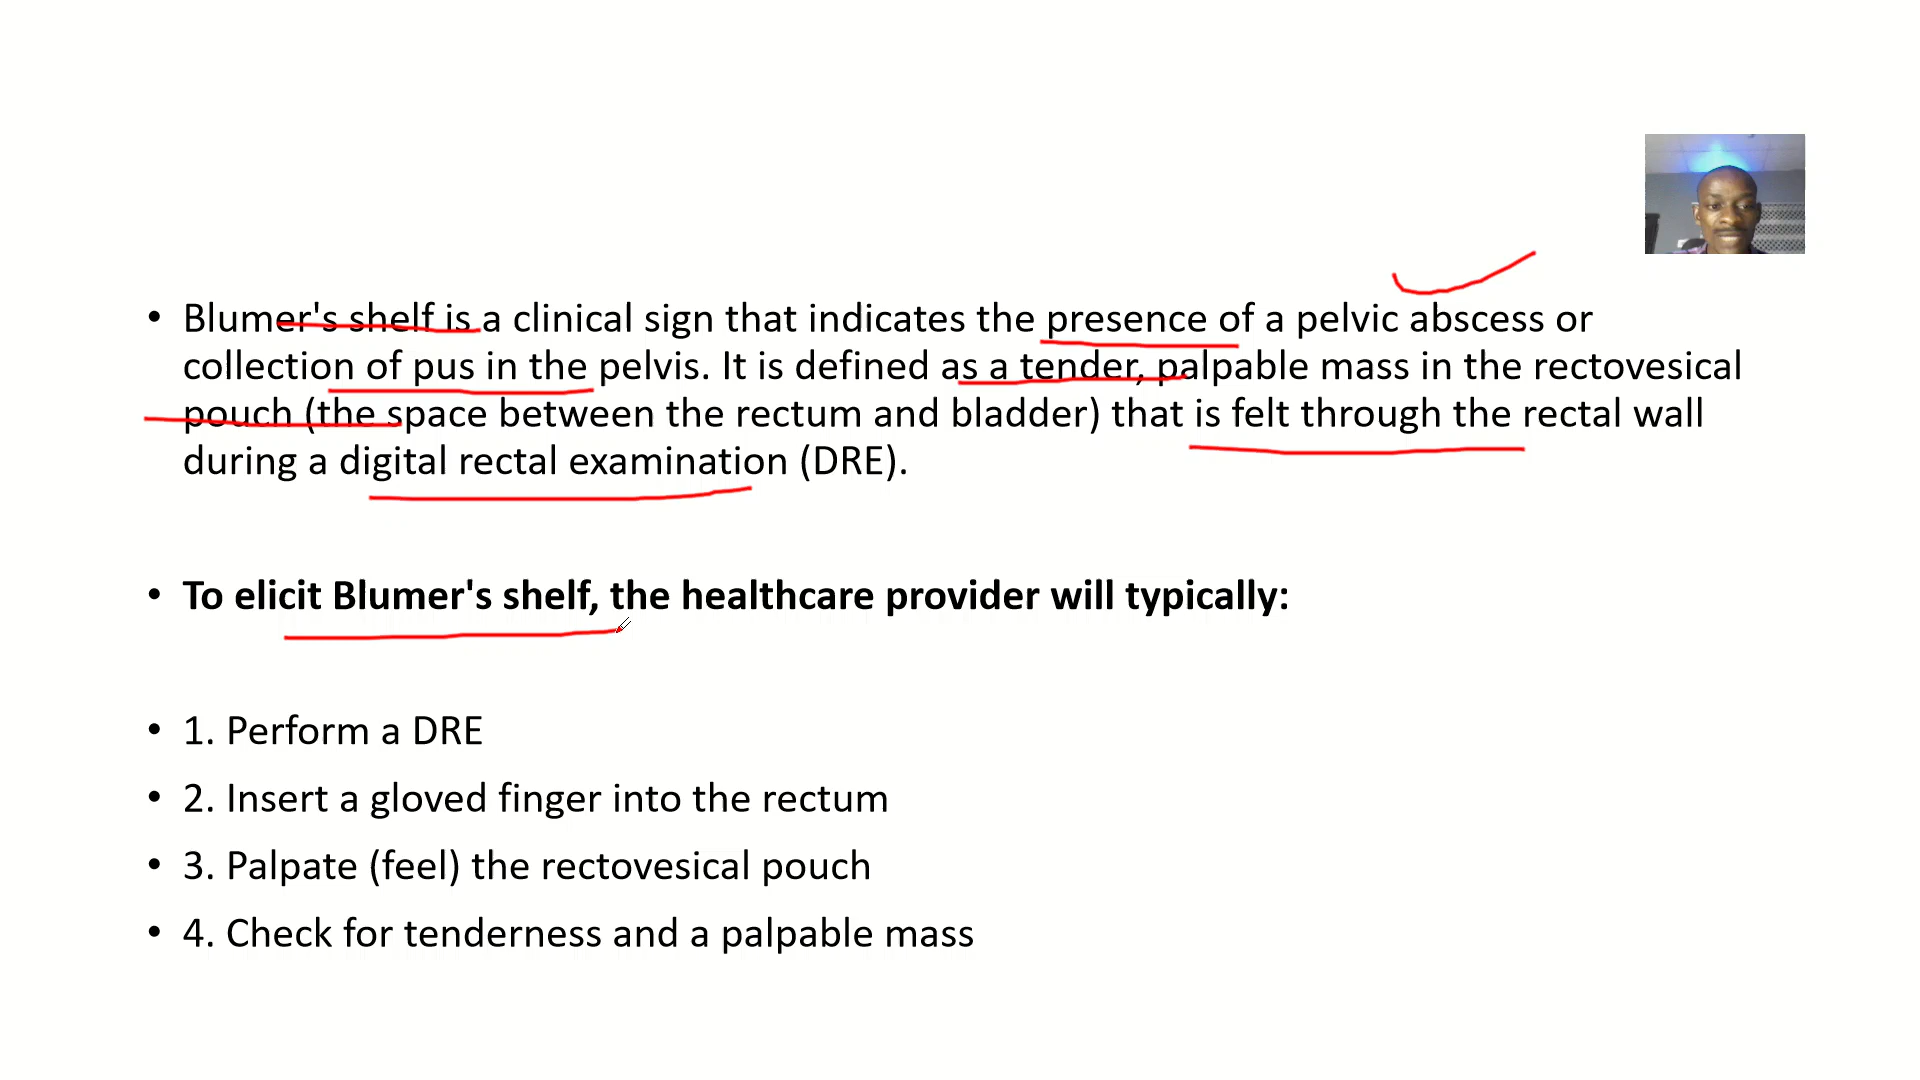 • Blumer's shelf is a clinical sign that indicates the presence of a pelvic abscess or
collection of pus in the pelvis. It is defined as a tender, palpable mass in the rectovesical
pouch (the space between the rectum and bladder) that is felt through the rectal wall
during a digital rectal examination (DRE).
• To elicit Blumer's shelf, the healthcare provider will typically:
• 1. Perform a DRE
• 2. Insert a gloved finger into the rectum
• 3. Palpate (feel) the rectovesical pouch
• 4. Check for tenderness and a palpable mass